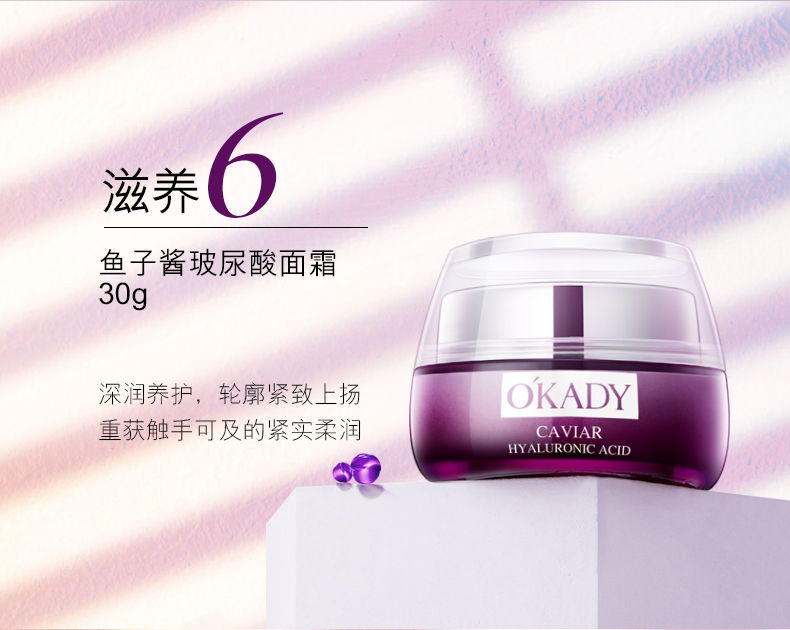 滋养6
鱼子酱玻尿酸面霜
30g
深润养护，轮廓紧致上扬
重获触手可及的紧实柔润
O'KADY
CAVIAR
HYALURONIC ACID